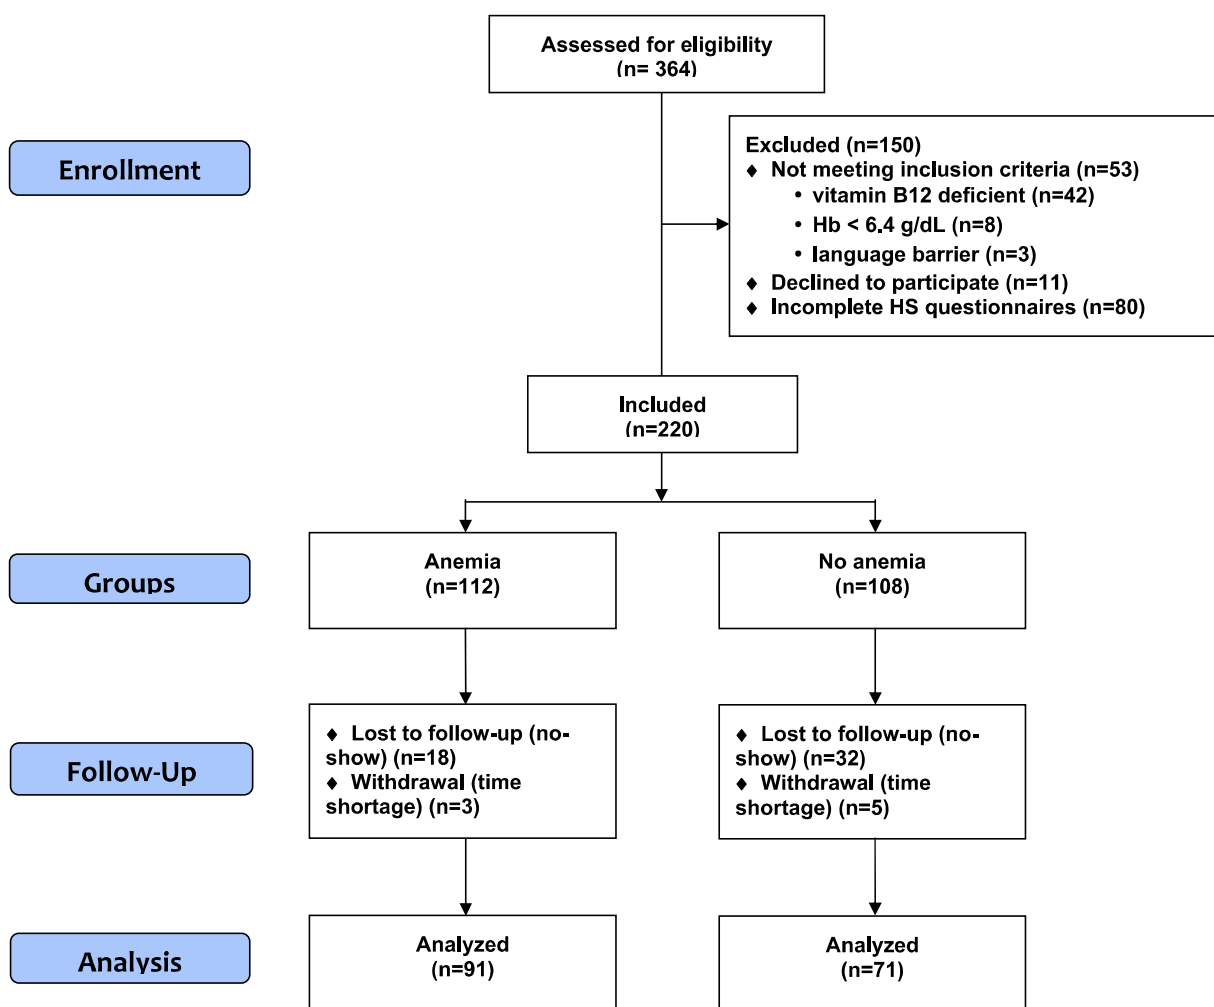 Assessed for eligibility
(n= 364)
Enrollment
Excluded (n=150)
♦ Not meeting inclusion criteria (n=53)
• vitamin B12 deficient (n=42)
• Hb < 6.4 g/dL (n=8)
• language barrier (n=3)
♦ Declined to participate (n=11)
♦ Incomplete HS questionnaires (n=80)
Included
(n=220)
Groups
Anemia
(n=112)
No anemia
(n=108)
Follow-Up
♦ Lost to follow-up (no-
show) (n=18)
♦ Withdrawal (time
shortage) (n=3)
♦ Lost to follow-up (no-
show) (n=32)
♦ Withdrawal (time
shortage) (n=5)
Analysis
Analyzed
(n=91)
Analyzed
(n=71)